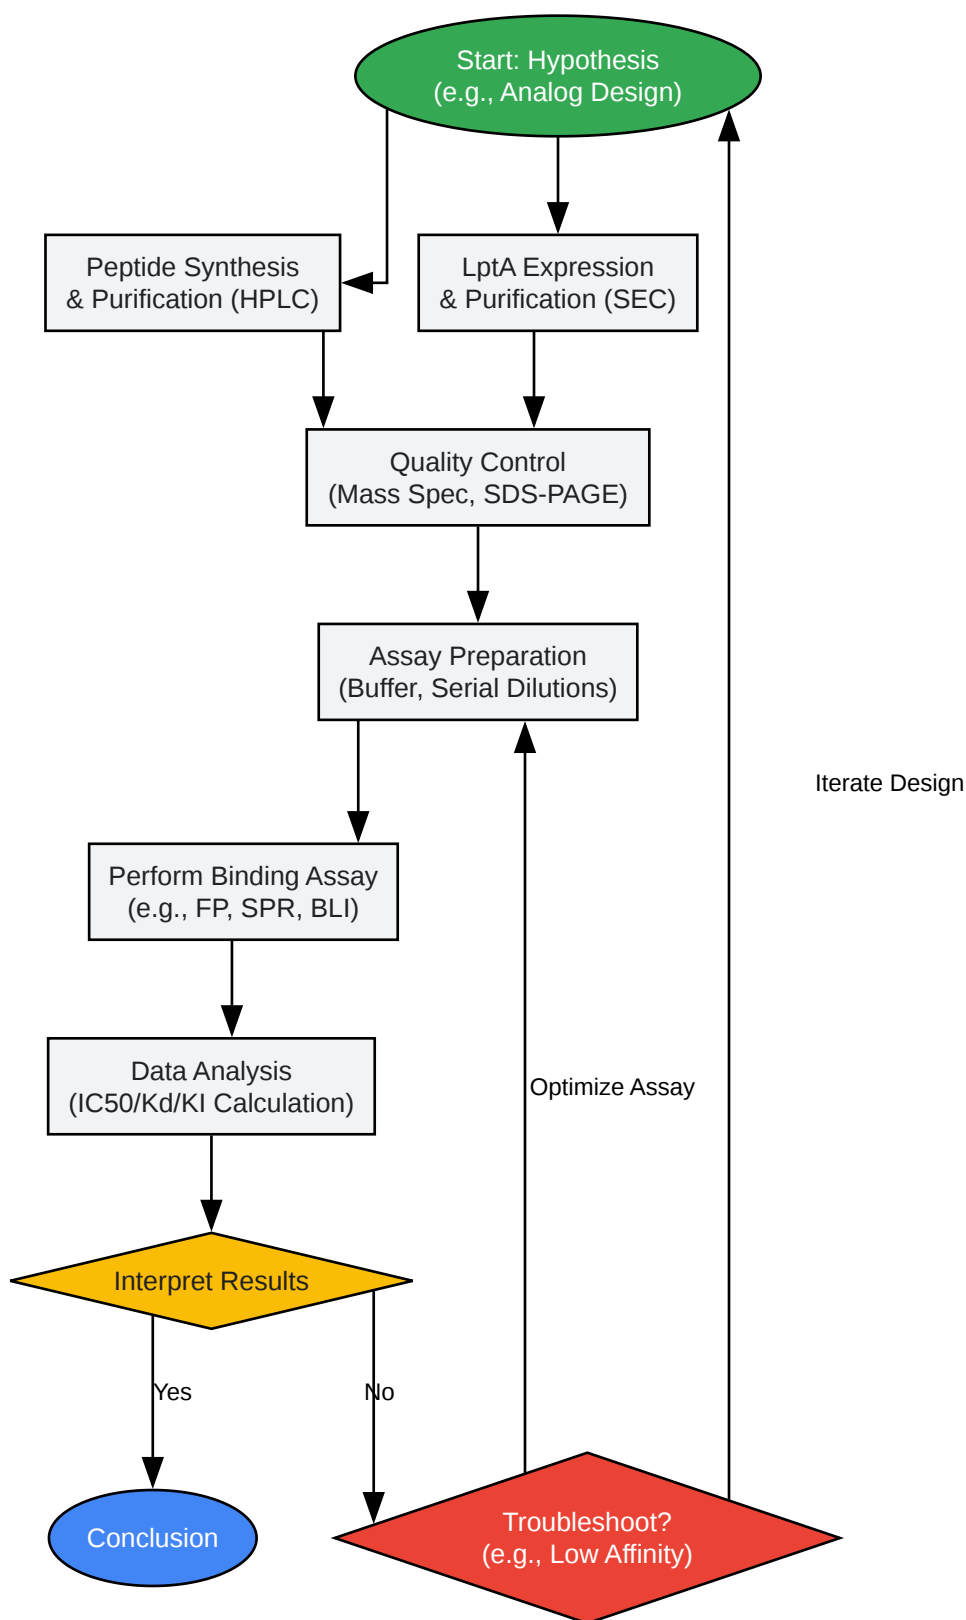 Start: Hypothesis
(e.g., Analog Design)
Peptide Synthesis
& Purification (HPLC)
LptA Expression
& Purification (SEC)
Quality Control
(Mass Spec, SDS-PAGE)
Assay Preparation
(Buffer, Serial Dilutions)
Iterate Design
Perform Binding Assay
(e.g., FP, SPR, BLI)
Data Analysis
(IC50/Kd/KI Calculation)
Optimize Assay
Interpret Results
Yes
No
Conclusion
Troubleshoot?
(e.g., Low Affinity)